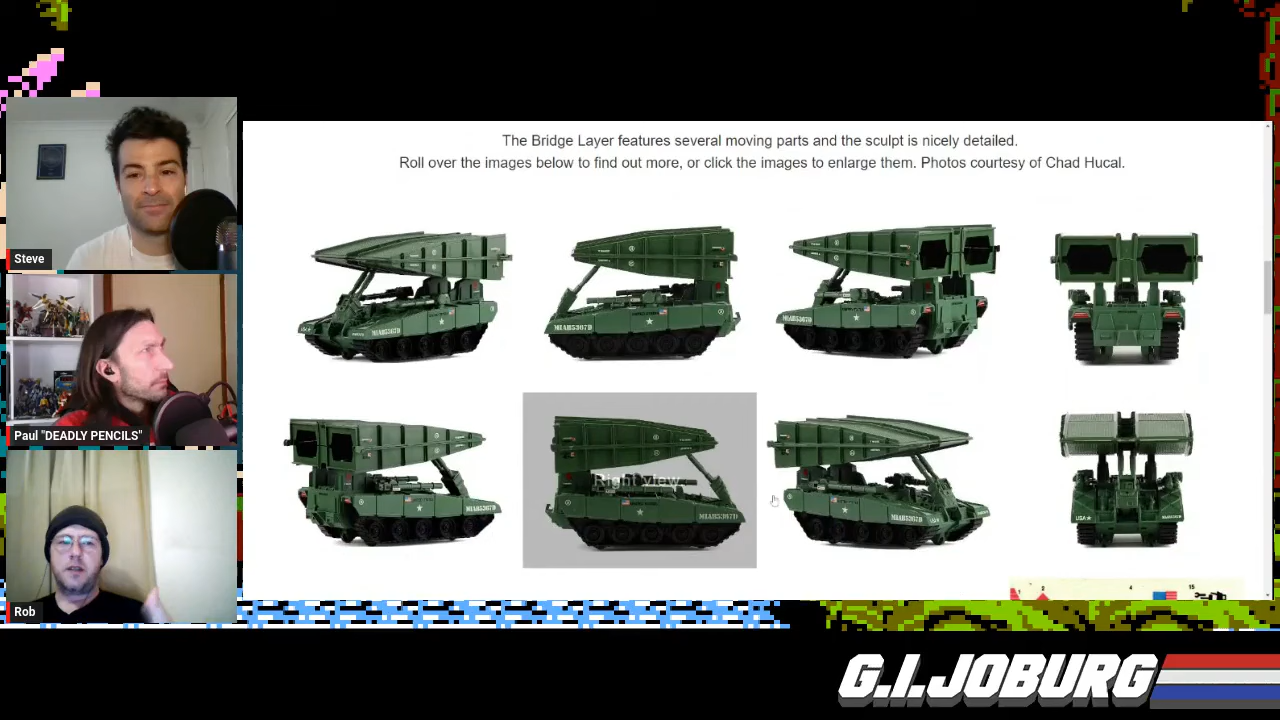 The Bridge Layer features several moving parts and the sculpt is nicely detailed.
Roll over the images below to find out more, or click the images to enlarge them. Photos courtesy of Chad Hucal.
Steve
Paul "DEADLY PENCILS"
Rob
Right view
G.I.JOBURG